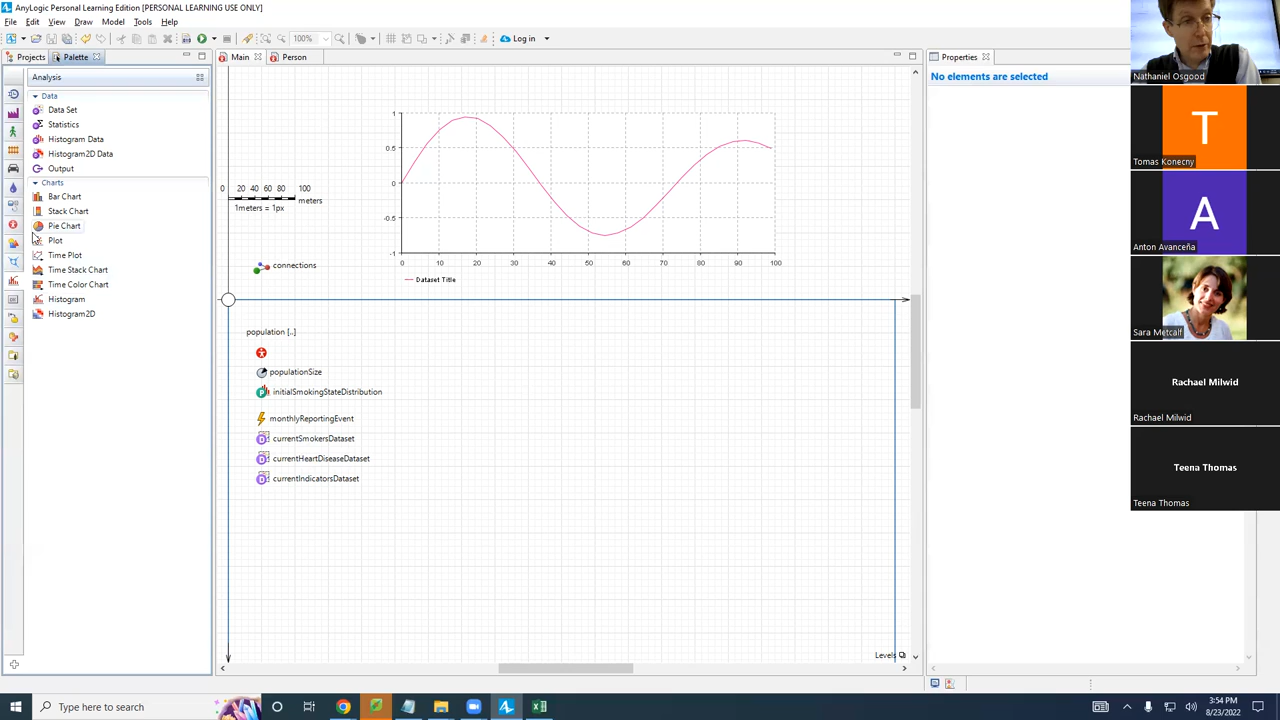 AnyLogic Personal Learning Edition [PERSONAL LEARNING USE ONLY]
File Edit View Draw Model Tools Help
100% Log in
Projects Palette Main Person Properties
Analysis
No elements are selected
Data
Data Set
Statistics
Histogram Data
Histogram2D Data
Output
Charts
Bar Chart
Stack Chart
Pie Chart
Plot
Time Plot
Time Stack Chart
Time Color Chart
Histogram
Histogram2D
1
0.5
0
-0.5
-1
0 10 20 30 40 50 60 70 80 90 100
Dataset Title
0 20 40 60 80 100
meters
1meters = 1px
connections
population [..]
populationSize
initialSmokingStateDistribution
monthlyReportingEvent
currentSmokersDataset
currentHeartDiseaseDataset
currentIndicatorsDataset
Levels
Nathaniel Osgood
T
Tomas Konecny
A
Anton Avanceña
Sara Metcalf
Rachael Milwid
Rachael Milwid
Teena Thomas
Teena Thomas
Type here to search
3:54 PM
8/23/2022